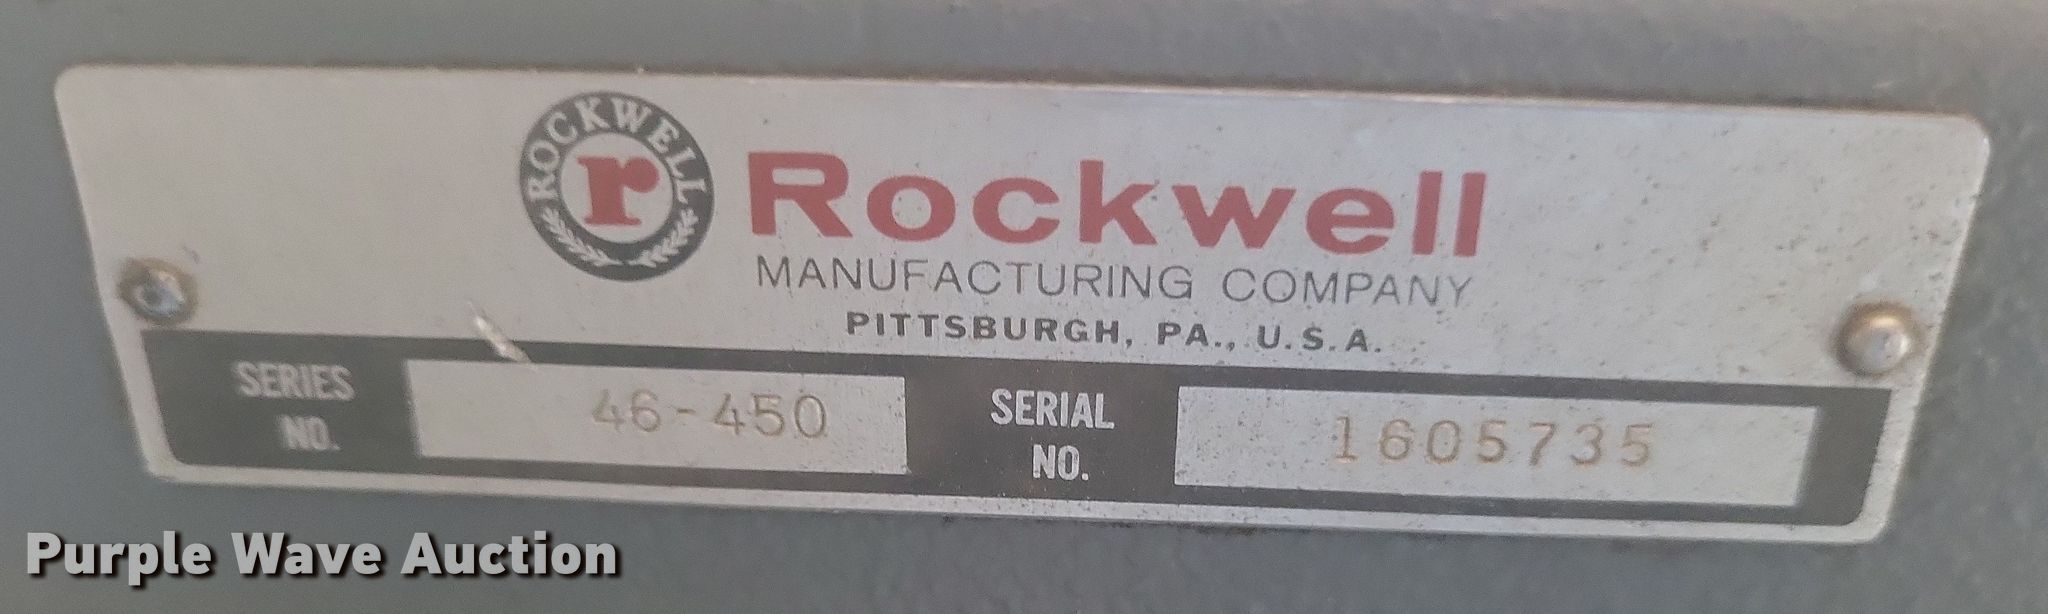 ROCKWELL
r
Rockwell
MANUFACTURING COMPANY
PITTSBURGH, PA., U.S.A.
SERIES
NO.
46-450
SERIAL
NO.
1605735
Purple Wave Auction